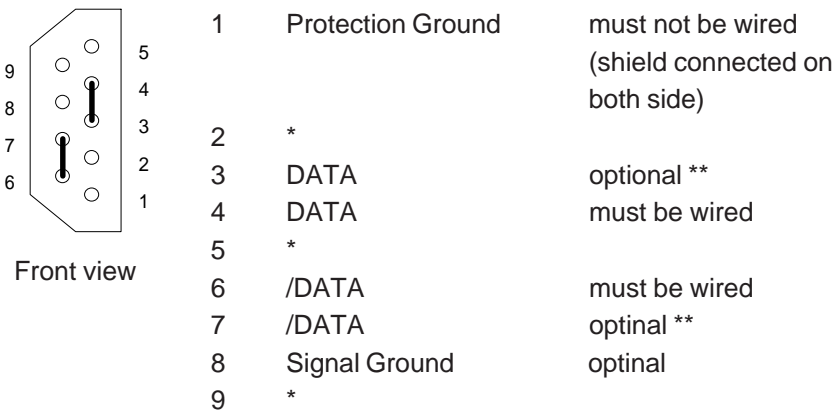 9
8
7
6
5
4
3
2
1
Front view
1 Protection Ground must not be wired
(shield connected on
both side)
2 *
3 DATA optional **
4 DATA must be wired
5 *
6 /DATA must be wired
7 /DATA optinal **
8 Signal Ground optinal
9 *